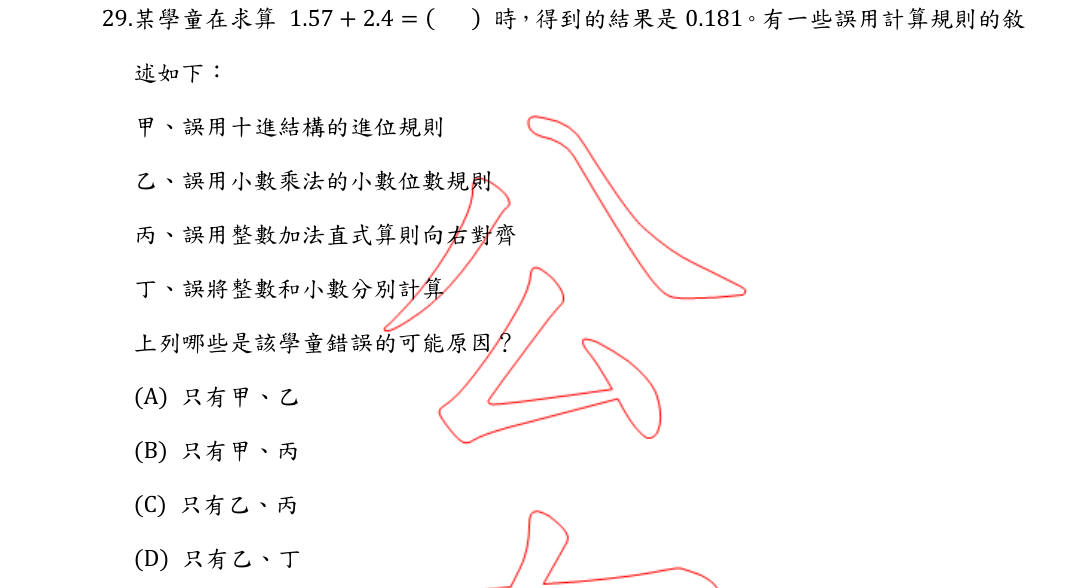 29.某學童在求算 1.57 + 2.4 = ( ) 時，得到的結果是 0.181。有一些誤用計算規則的敘
述如下：
甲、誤用十進結構的進位規則
乙、誤用小數乘法的小數位數規則
丙、誤用整數加法直式算則向右對齊
丁、誤將整數和小數分別計算
上列哪些是該學童錯誤的可能原因？
(A) 只有甲、乙
(B) 只有甲、丙
(C) 只有乙、丙
(D) 只有乙、丁
公